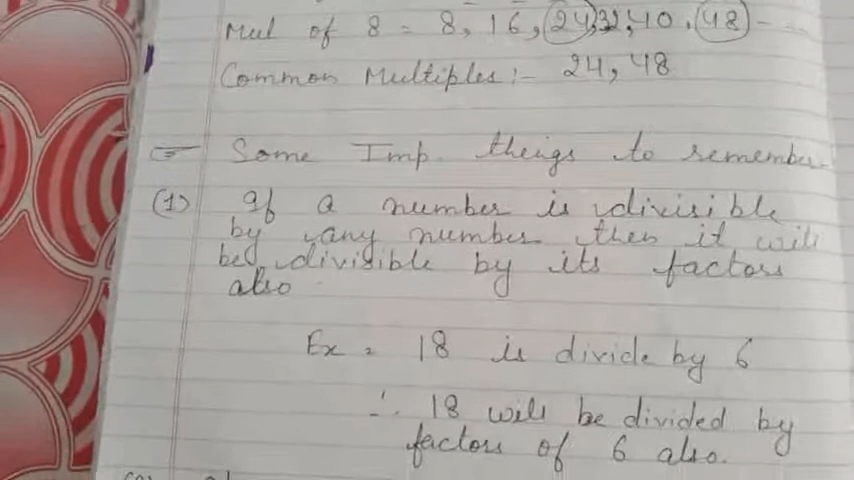 Mul of 8 = 8, 16, 24, 32, 40, 48 - -
Common Multiples :- 24, 48
☞ Some Imp. things to remember
(1) If a number is divisible
by any number then it will
be divisible by its factors
also
Ex = 18 is divide by 6
∴ 18 will be divided by
factors of 6 also.